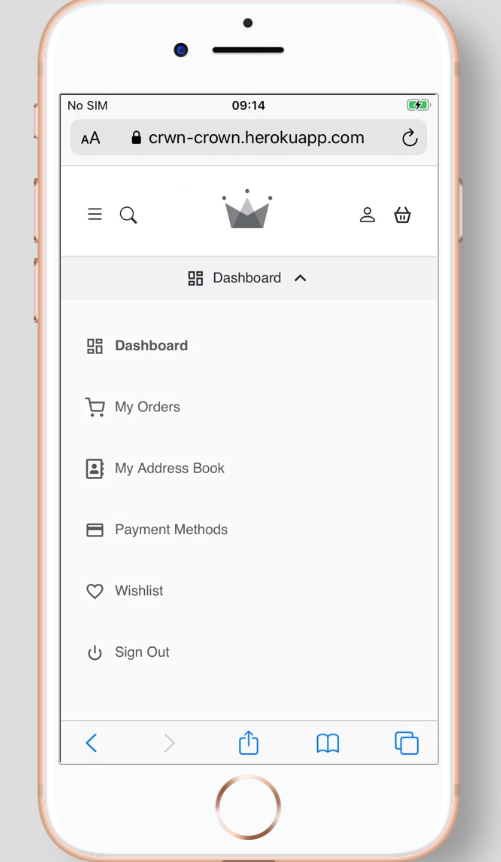 No SIM 09:14
AA crwn-crown.herokuapp.com
Dashboard
Dashboard
My Orders
My Address Book
Payment Methods
Wishlist
Sign Out